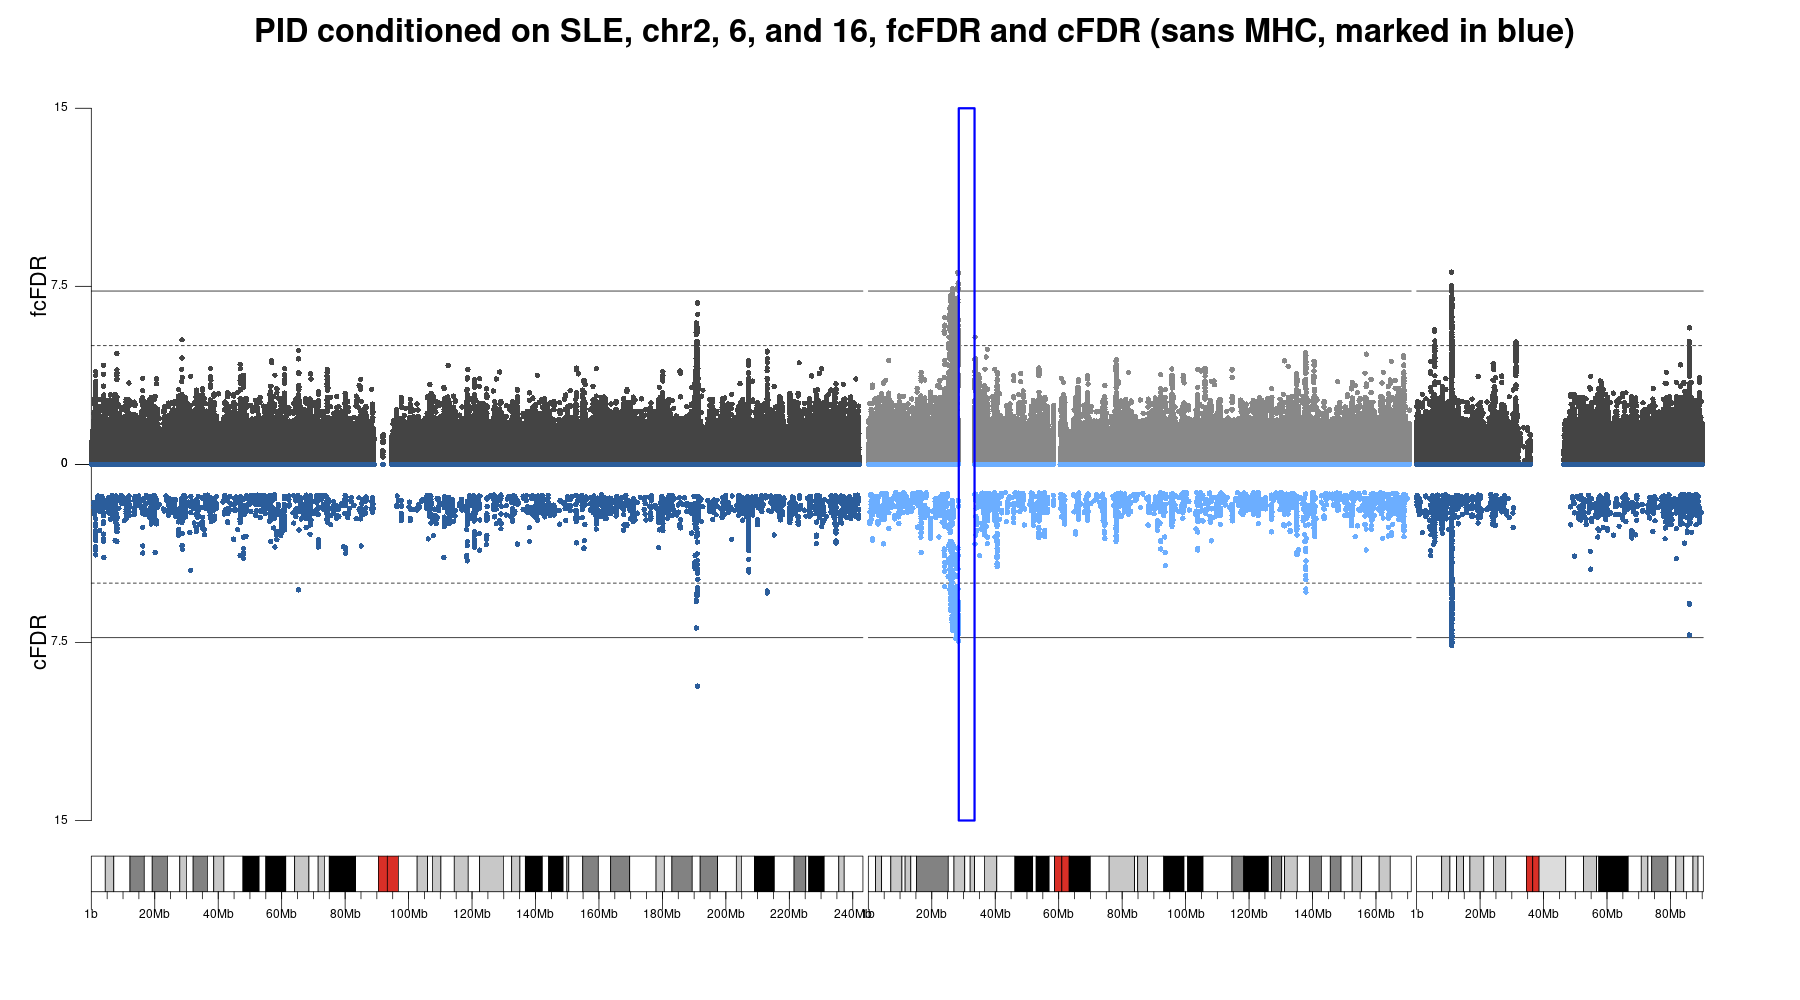 PID conditioned on SLE, chr2, 6, and 16, fcFDR and cFDR (sans MHC, marked in blue)
15
fcFDR
7.5
0
0
cFDR
7.5
15
1b 20Mb 40Mb 60Mb 80Mb 100Mb 120Mb 140Mb 160Mb 180Mb 200Mb 220Mb 240Mb 1b 20Mb 40Mb 60Mb 80Mb 100Mb 120Mb 140Mb 160Mb 1b 20Mb 40Mb 60Mb 80Mb